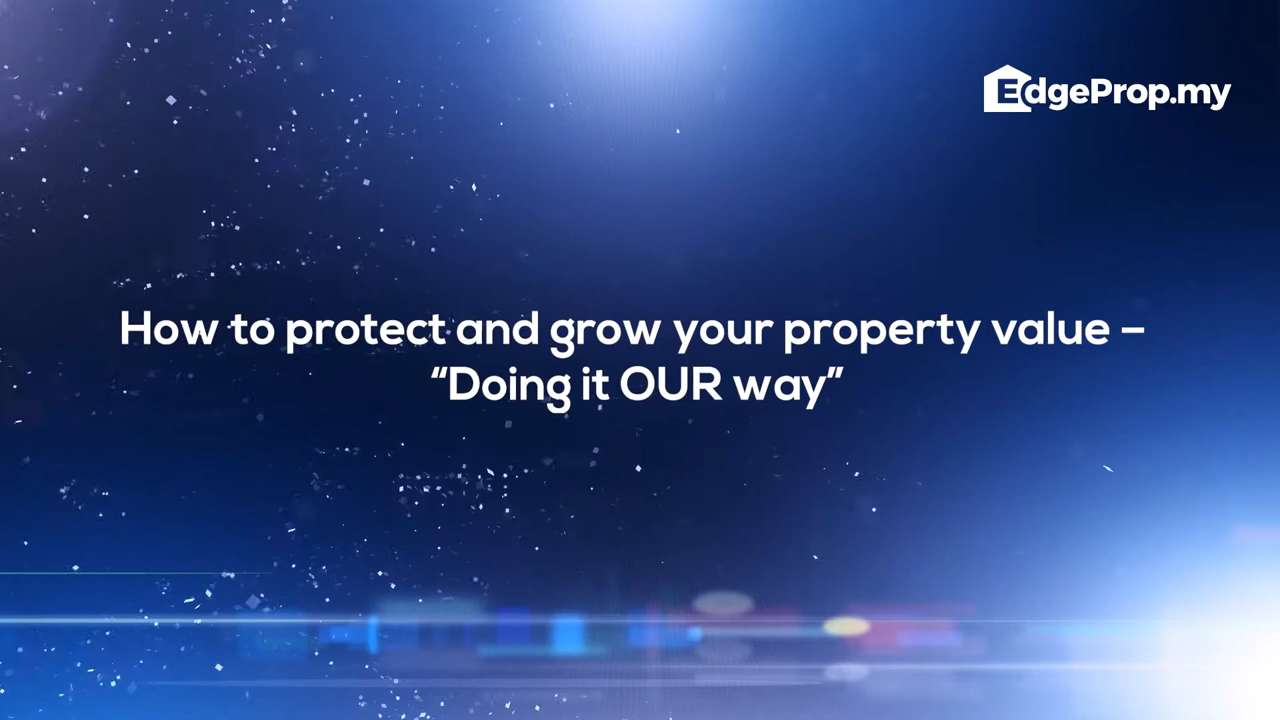 EdgeProp.my
How to protect and grow your property value –
“Doing it OUR way”